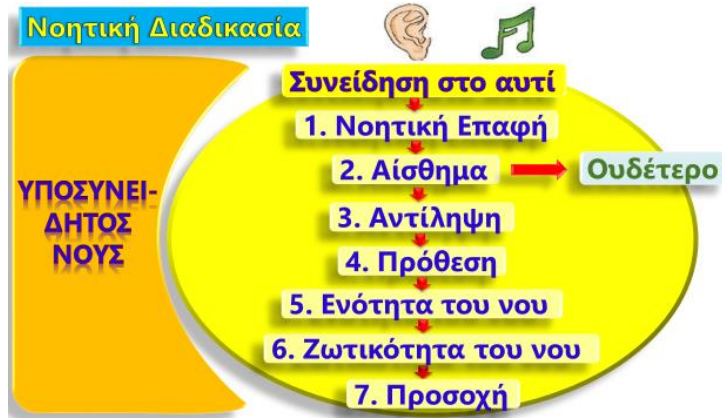 Νοητική Διαδικασία
Συνείδηση στο αυτί
1. Νοητική Επαφή
2. Αίσθημα
Ουδέτερο
3. Αντίληψη
4. Πρόθεση
5. Ενότητα του νου
6. Ζωτικότητα του νου
7. Προσοχή
ΥΠΟΣΥΝΕΙ-
ΔΗΤΟΣ
ΝΟΥΣ